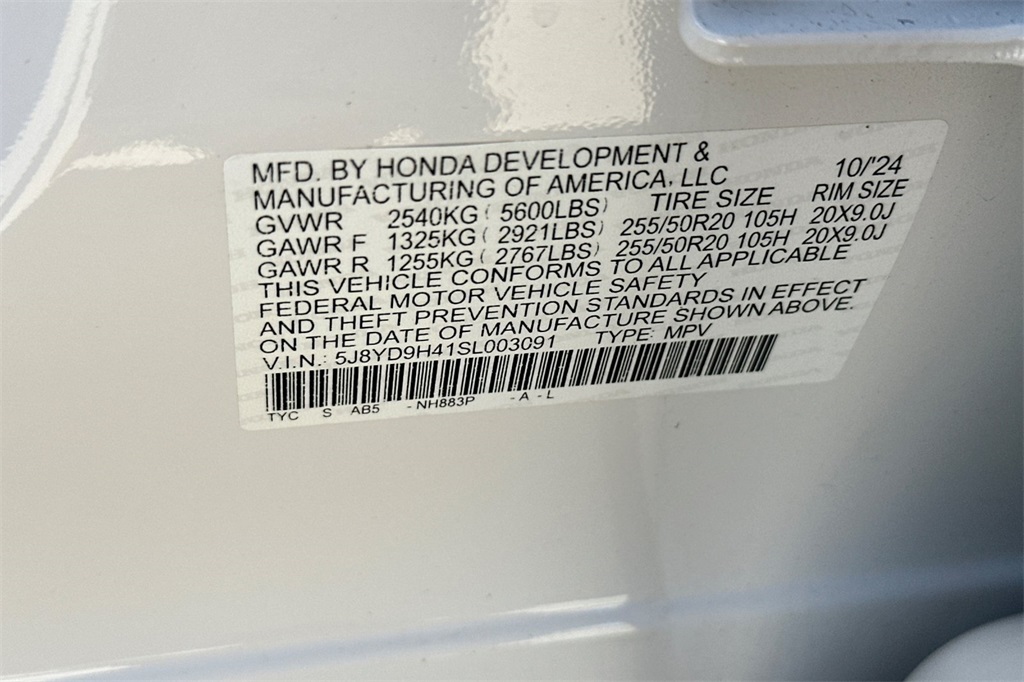 MFD. BY HONDA DEVELOPMENT & 10/'24
MANUFACTURING OF AMERICA, LLC
TIRE SIZE RIM SIZE
GVWR 2540KG ( 5600LBS)
GAWR F 1325KG ( 2921LBS) 255/50R20 105H 20X9.0J
GAWR R 1255KG ( 2767LBS) 255/50R20 105H 20X9.0J
THIS VEHICLE CONFORMS TO ALL APPLICABLE
FEDERAL MOTOR VEHICLE SAFETY
AND THEFT PREVENTION STANDARDS IN EFFECT
ON THE DATE OF MANUFACTURE SHOWN ABOVE.
V.I.N.: 5J8YD9H41SL003091 TYPE: MPV
TYC S AB5 -NH883P -A-L